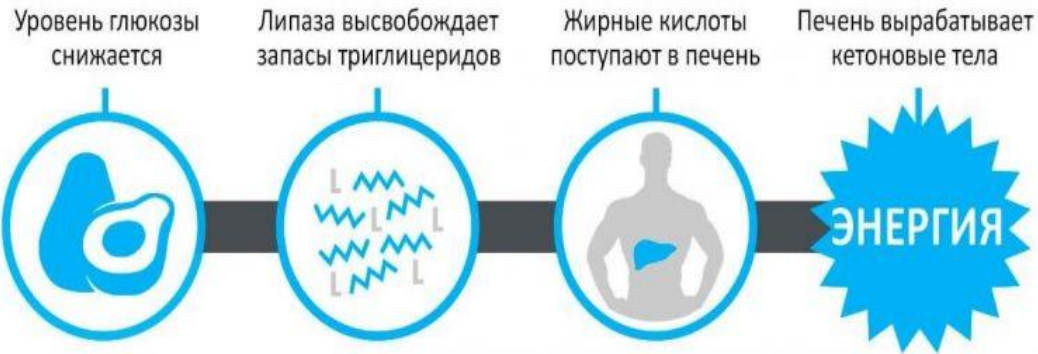 Уровень глюкозы
снижается
Липаза высвобождает
запасы триглицеридов
Жирные кислоты
поступают в печень
Печень вырабатывает
кетоновые тела
L
L
L
L
L
ЭНЕРГИЯ